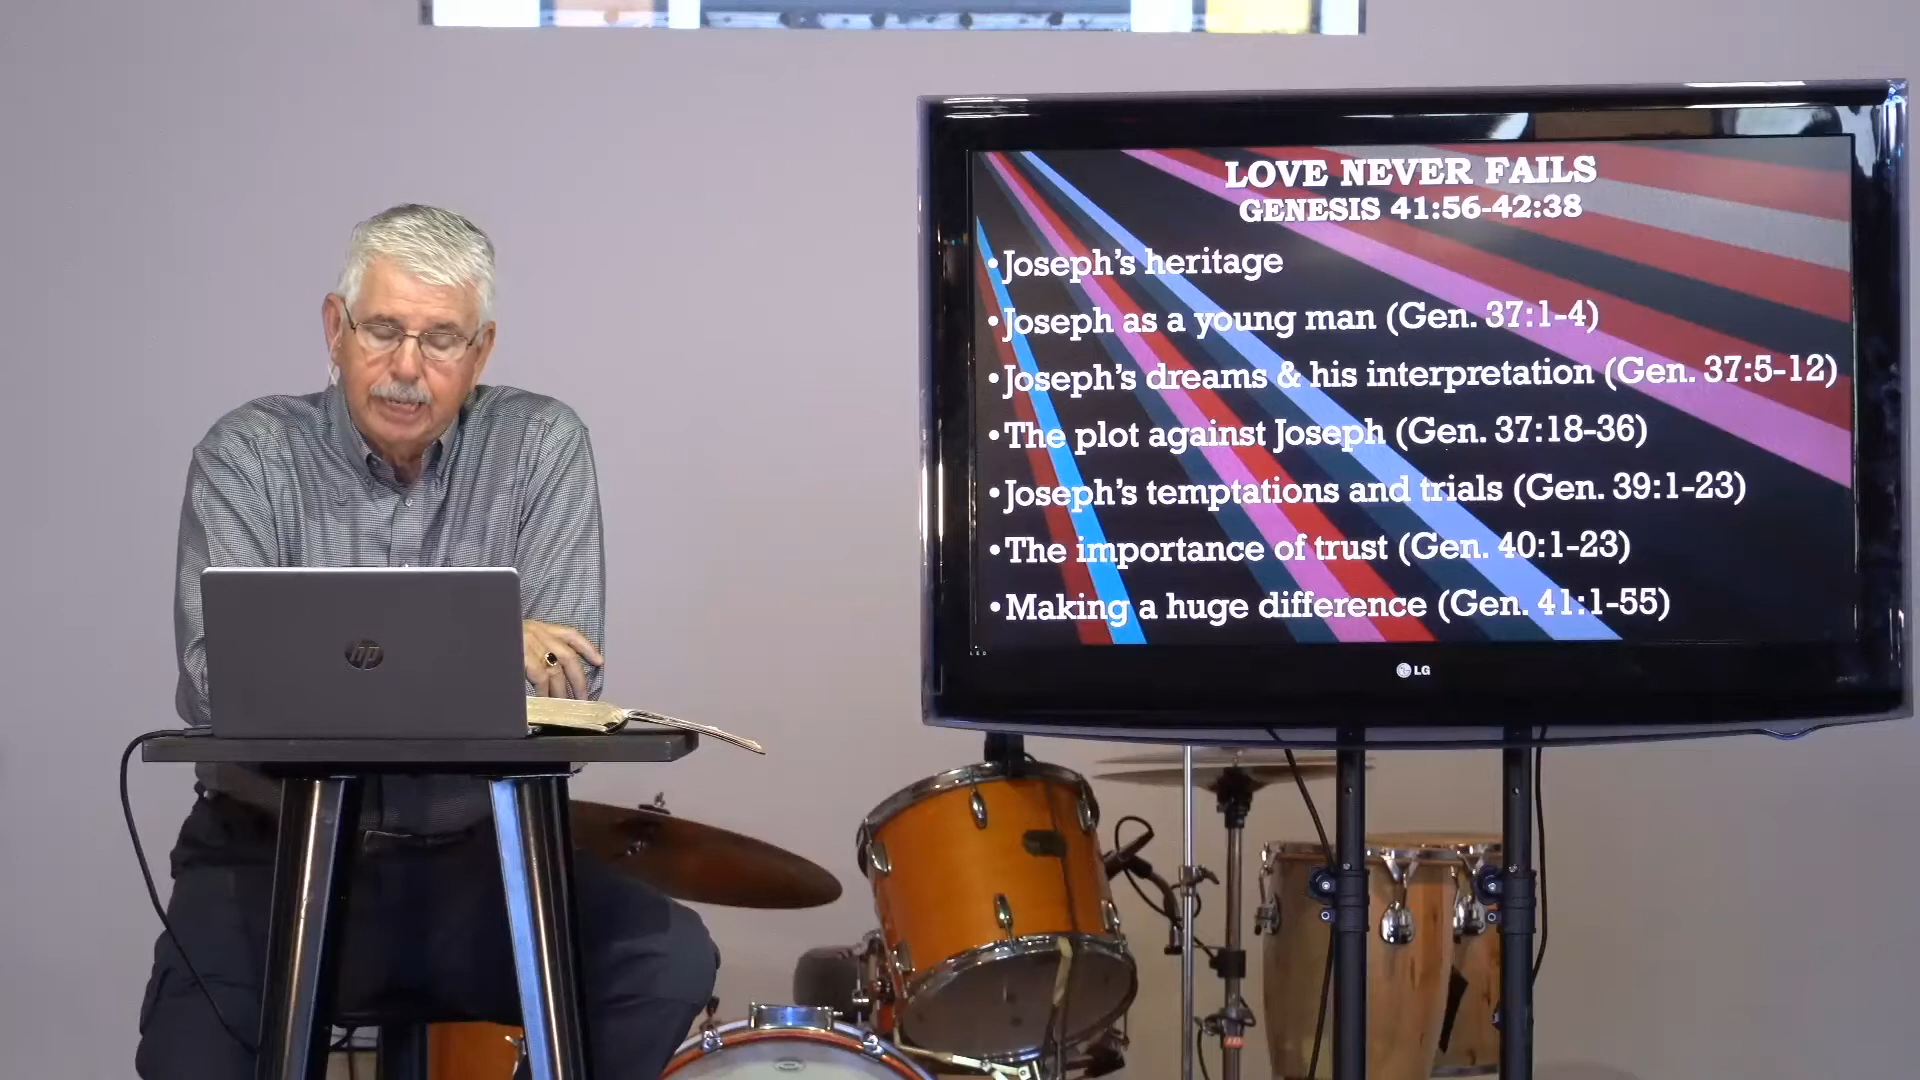 LOVE NEVER FAILS
GENESIS 41:56-42:38
•Joseph's heritage
•Joseph as a young man (Gen. 37:1-4)
•Joseph's dreams & his interpretation (Gen. 37:5-12)
•The plot against Joseph (Gen. 37:18-36)
•Joseph's temptations and trials (Gen. 39:1-23)
•The importance of trust (Gen. 40:1-23)
•Making a huge difference (Gen. 41:1-55)
LG
hp